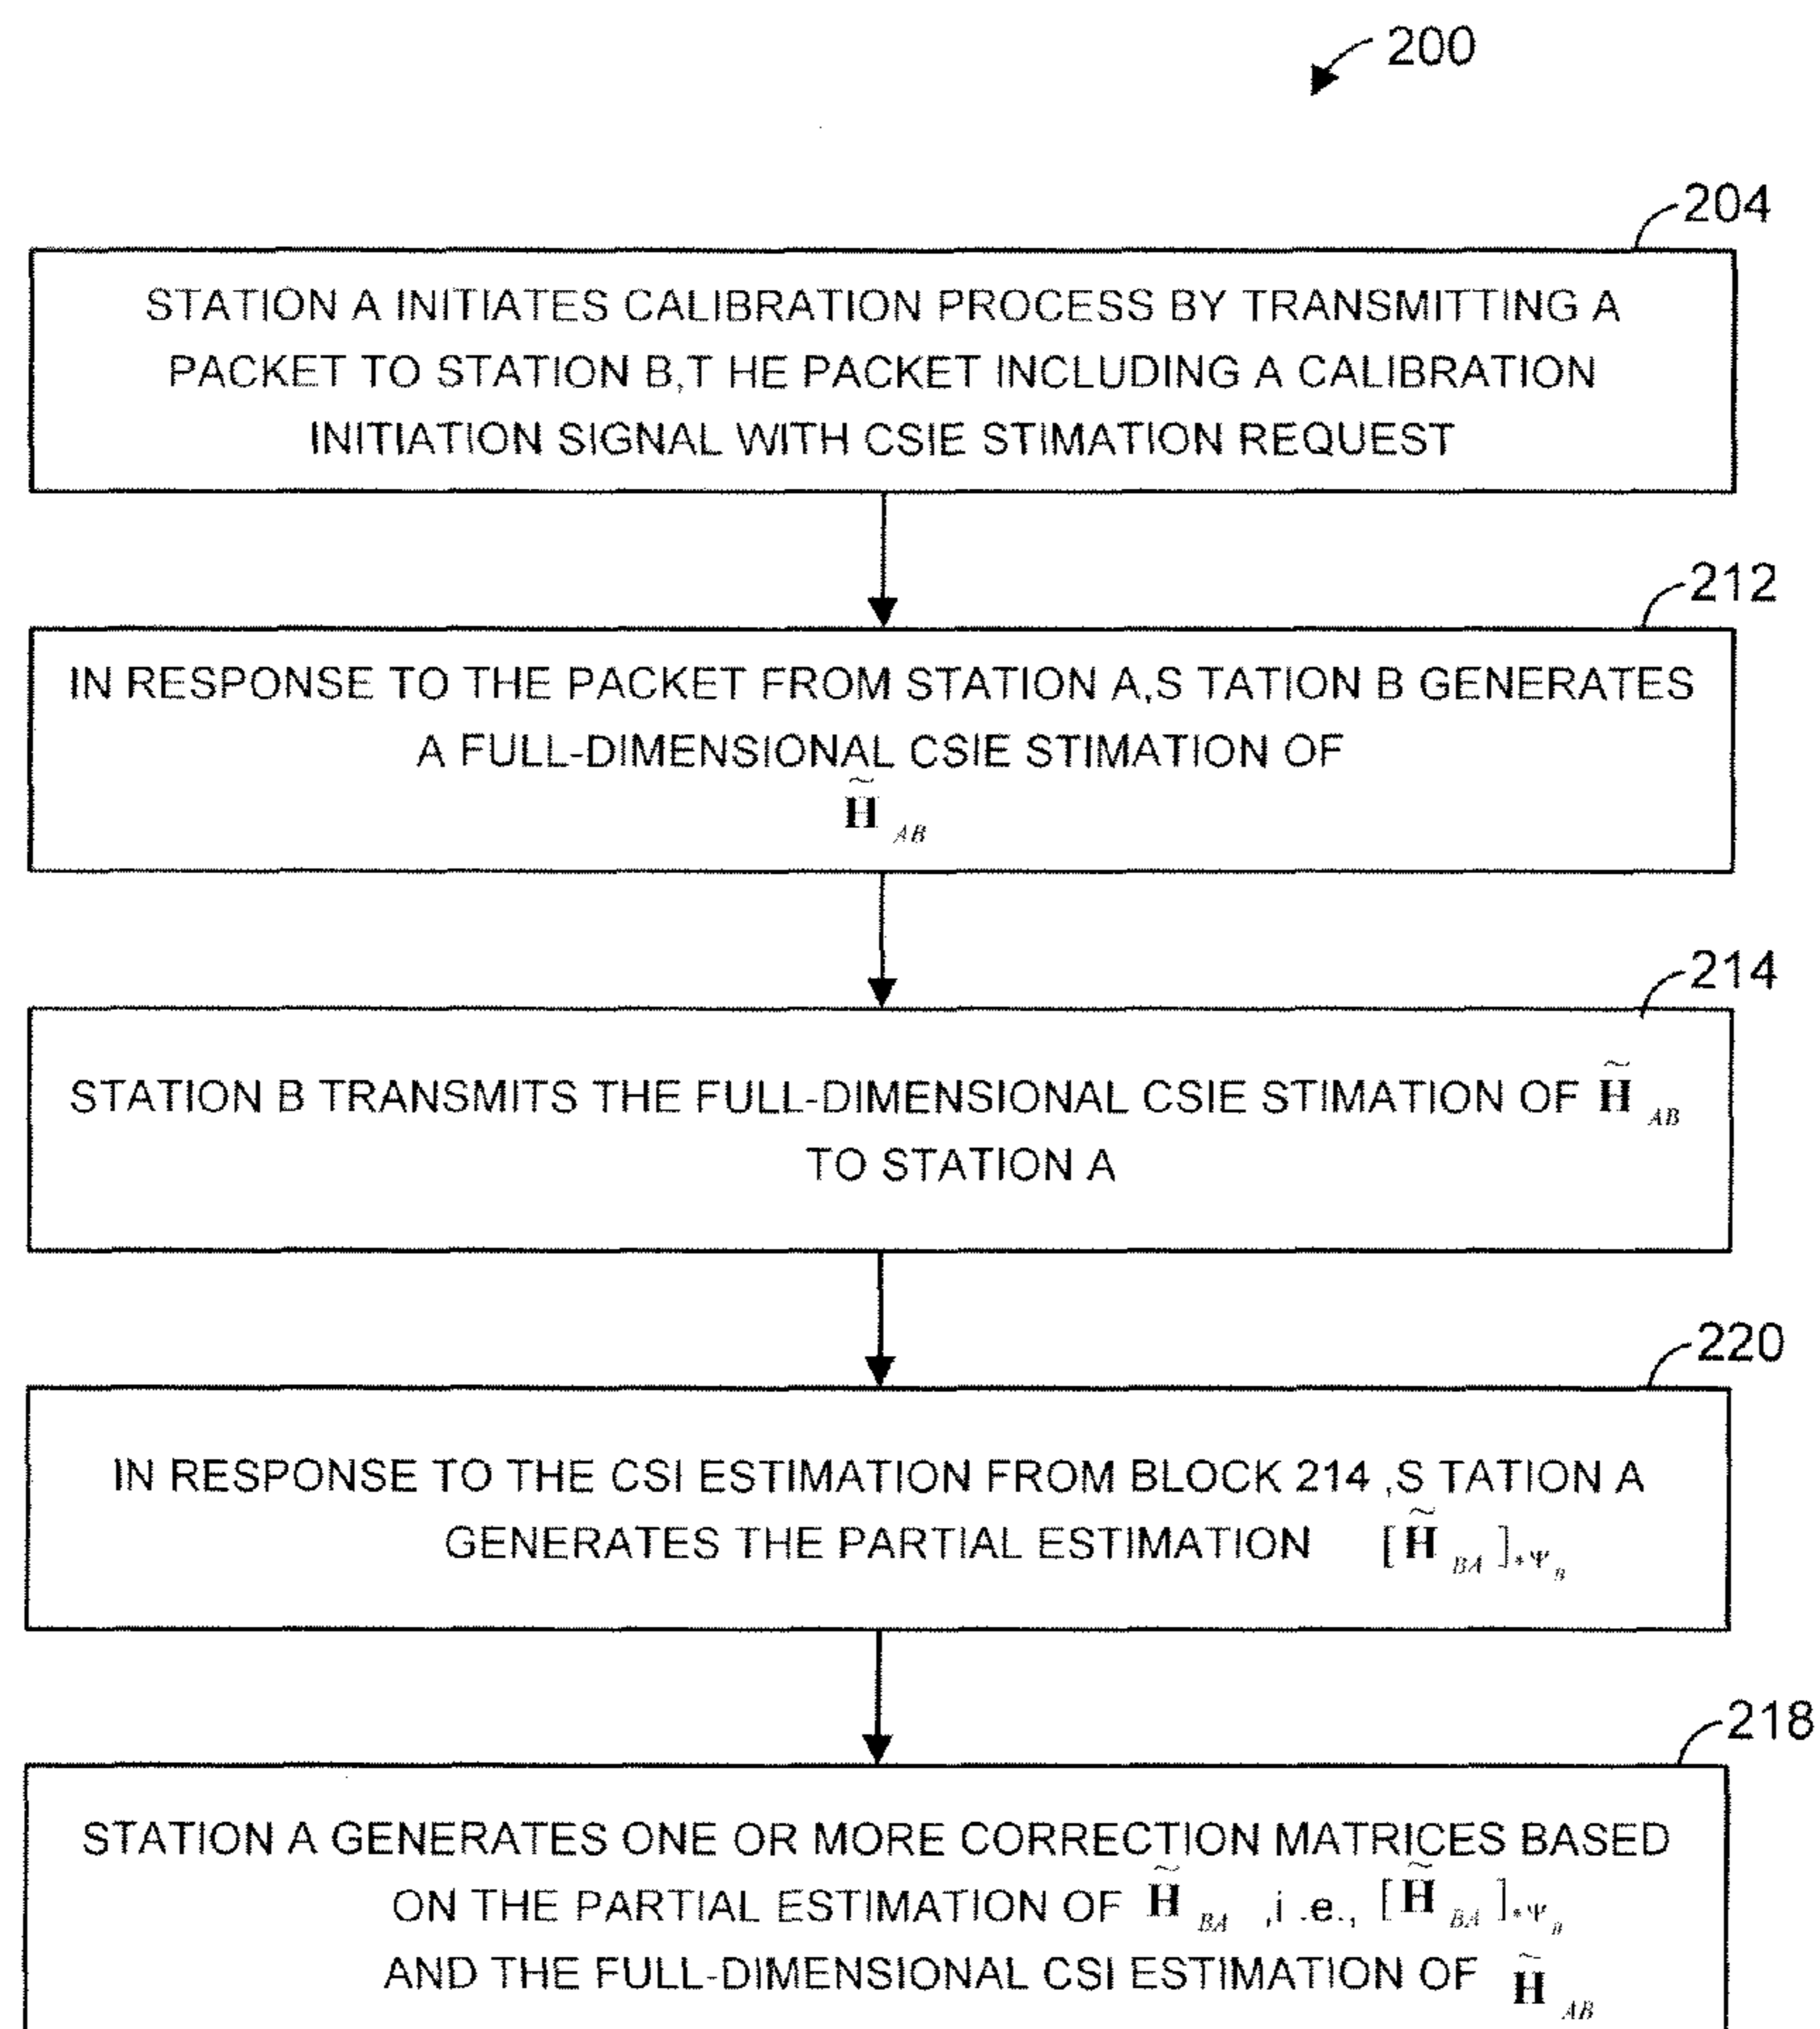 200
204
STATION A INITIATES CALIBRATION PROCESS BY TRANSMITTING A
PACKET TO STATION B,T HE PACKET INCLUDING A CALIBRATION
INITIATION SIGNAL WITH CSIE STIMATION REQUEST
212
IN RESPONSE TO THE PACKET FROM STATION A,S TATION B GENERATES
A FULL-DIMENSIONAL CSIE STIMATION OF
H̃ AB
214
STATION B TRANSMITS THE FULL-DIMENSIONAL CSIE STIMATION OF H̃ AB
TO STATION A
220
IN RESPONSE TO THE CSI ESTIMATION FROM BLOCK 214 ,S TATION A
GENERATES THE PARTIAL ESTIMATION [ H̃ BA ]*Ψ B
218
STATION A GENERATES ONE OR MORE CORRECTION MATRICES BASED
ON THE PARTIAL ESTIMATION OF H̃ BA ,i .e., [ H̃ BA ]*Ψ B
AND THE FULL-DIMENSIONAL CSI ESTIMATION OF H̃ AB